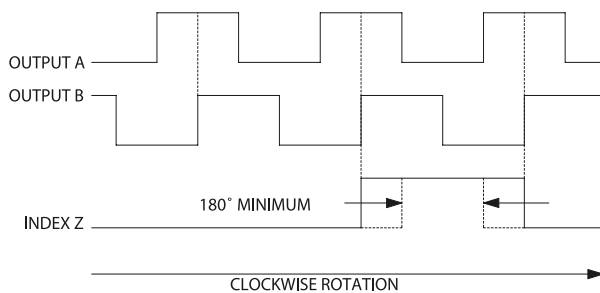 OUTPUT A
OUTPUT B
180° MINIMUM
INDEX Z
CLOCKWISE ROTATION